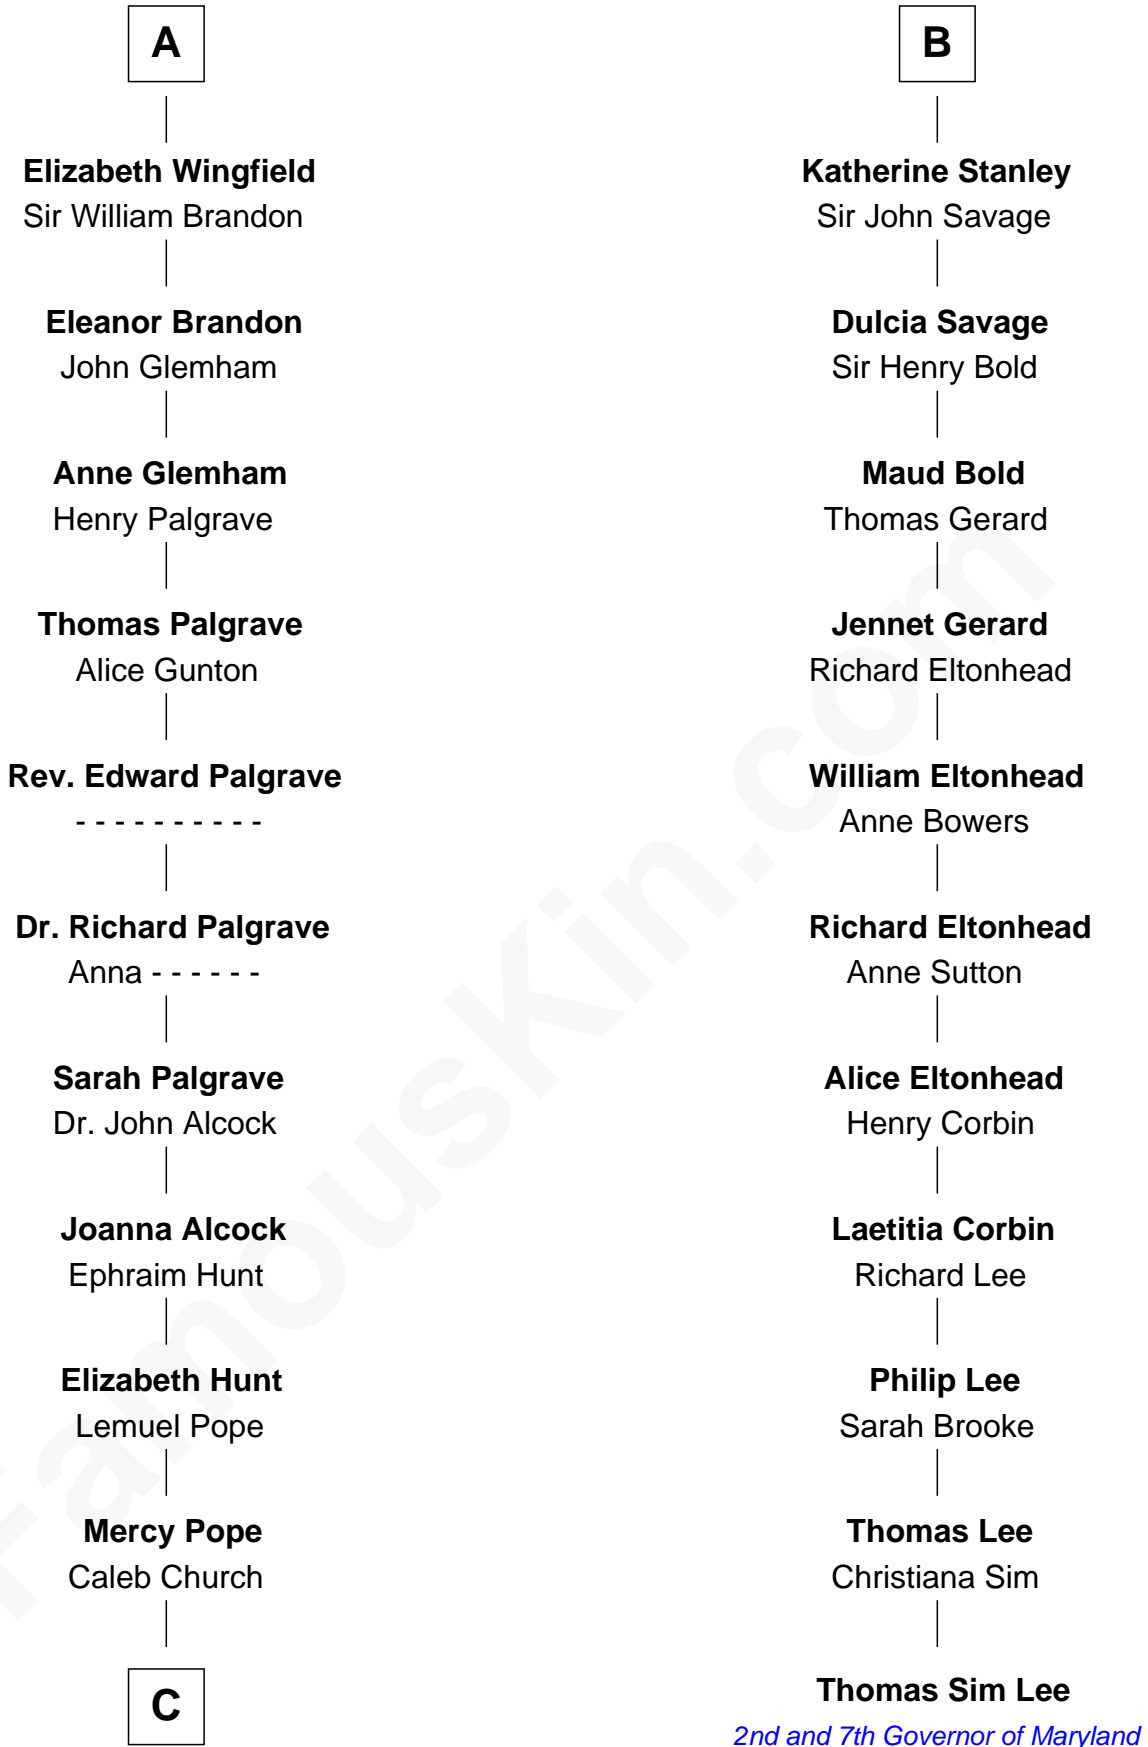 A
Elizabeth Wingfield
Sir William Brandon
Eleanor Brandon
John Glemham
Anne Glemham
Henry Palgrave
Thomas Palgrave
Alice Gunton
Rev. Edward Palgrave
- - - - - - - - - -
Dr. Richard Palgrave
Anna - - - - - -
Sarah Palgrave
Dr. John Alcock
Joanna Alcock
Ephraim Hunt
Elizabeth Hunt
Lemuel Pope
Mercy Pope
Caleb Church
C
B
Katherine Stanley
Sir John Savage
Dulcia Savage
Sir Henry Bold
Maud Bold
Thomas Gerard
Jennet Gerard
Richard Eltonhead
William Eltonhead
Anne Bowers
Richard Eltonhead
Anne Sutton
Alice Eltonhead
Henry Corbin
Laetitia Corbin
Richard Lee
Philip Lee
Sarah Brooke
Thomas Lee
Christiana Sim
Thomas Sim Lee
2nd and 7th Governor of Maryland
FamousKin.com